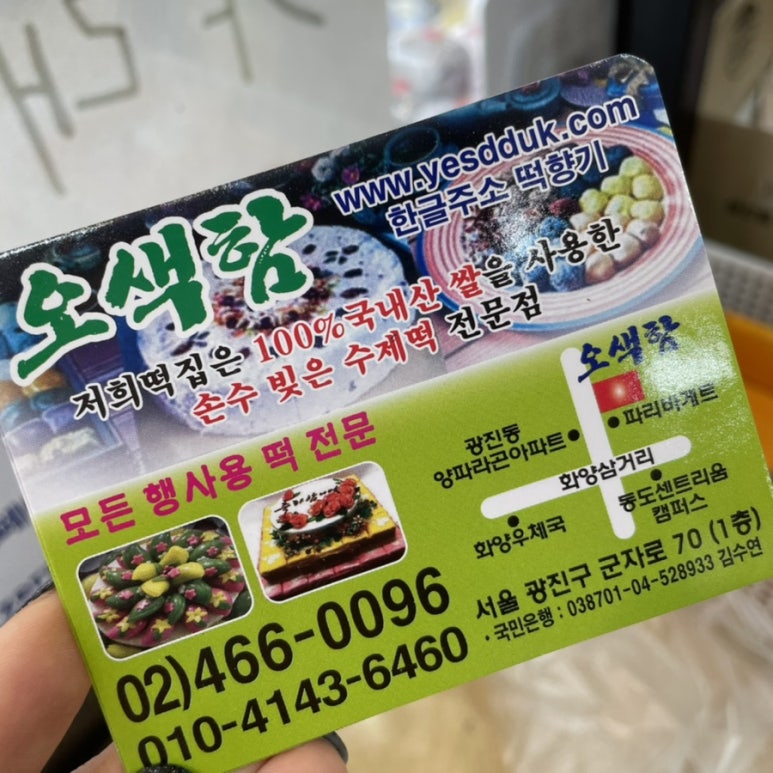 www.yesdduk.com
한글주소 떡향기
오색함
저희떡집은 100%국내산 쌀을 사용한
손수 빚은 수제떡 전문점
모든 행사용 떡 전문
오색함
파리바게트
광진동
양파라곤아파트
화양삼거리
동도센트리움
캠퍼스
화양우체국
02)466-0096
010-4143-6460
서울 광진구 군자로 70 (1층)
·국민은행 : 038701-04-528933 김수연